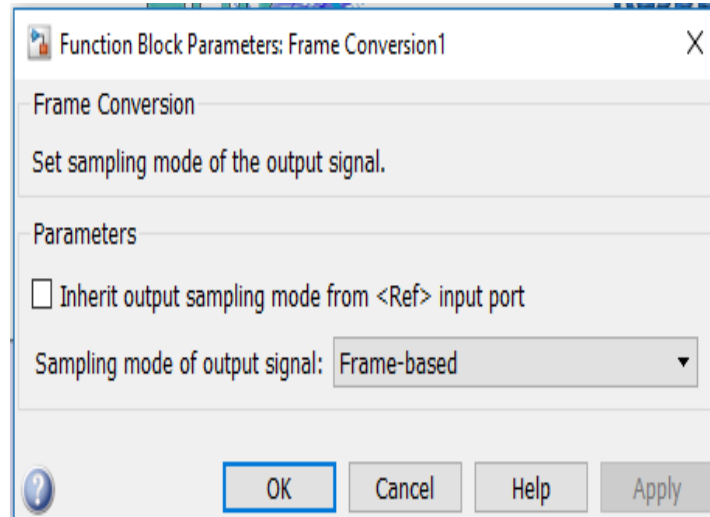 Function Block Parameters: Frame Conversion1
Frame Conversion
Set sampling mode of the output signal.
Parameters
Inherit output sampling mode from <Ref> input port
Sampling mode of output signal: Frame-based
OK Cancel Help Apply